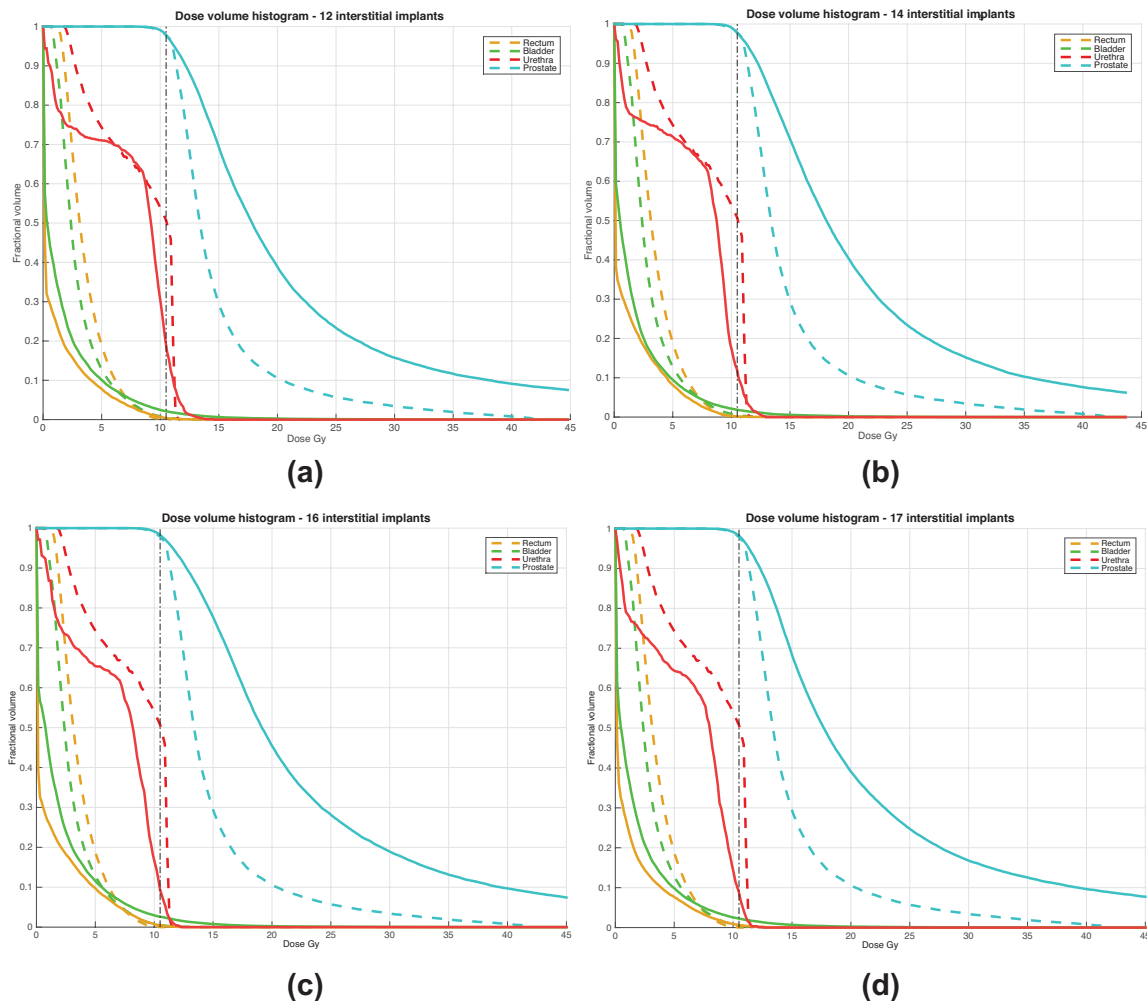 Dose volume histogram - 12 interstitial implants
1
0.9
0.8
0.7
0.6
0.5
0.4
0.3
0.2
0.1
0
Fractional volume
Rectum
Bladder
Urethra
Prostate
0 5 10 15 20 25 30 35 40 45
Dose Gy
(a)
Dose volume histogram - 14 interstitial implants
1
0.9
0.8
0.7
0.6
0.5
0.4
0.3
0.2
0.1
0
Fractional volume
Rectum
Bladder
Urethra
Prostate
0 5 10 15 20 25 30 35 40 45
Dose Gy
(b)
Dose volume histogram - 16 interstitial implants
1
0.9
0.8
0.7
0.6
0.5
0.4
0.3
0.2
0.1
0
Fractional volume
Rectum
Bladder
Urethra
Prostate
0 5 10 15 20 25 30 35 40 45
Dose Gy
(c)
Dose volume histogram - 17 interstitial implants
1
0.9
0.8
0.7
0.6
0.5
0.4
0.3
0.2
0.1
0
Fractional volume
Rectum
Bladder
Urethra
Prostate
0 5 10 15 20 25 30 35 40 45
Dose Gy
(d)